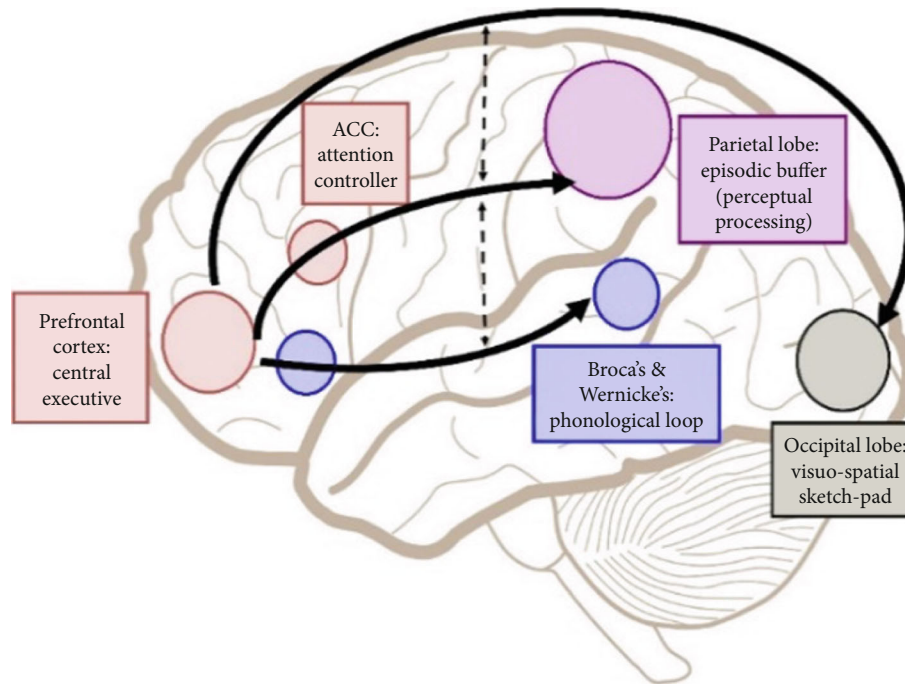 ACC:
attention
controller
Parietal lobe:
episodic buffer
(perceptual
processing)
Prefrontal
cortex:
central
executive
Broca’s &
Wernicke’s:
phonological loop
Occipital lobe:
visuo-spatial
sketch-pad